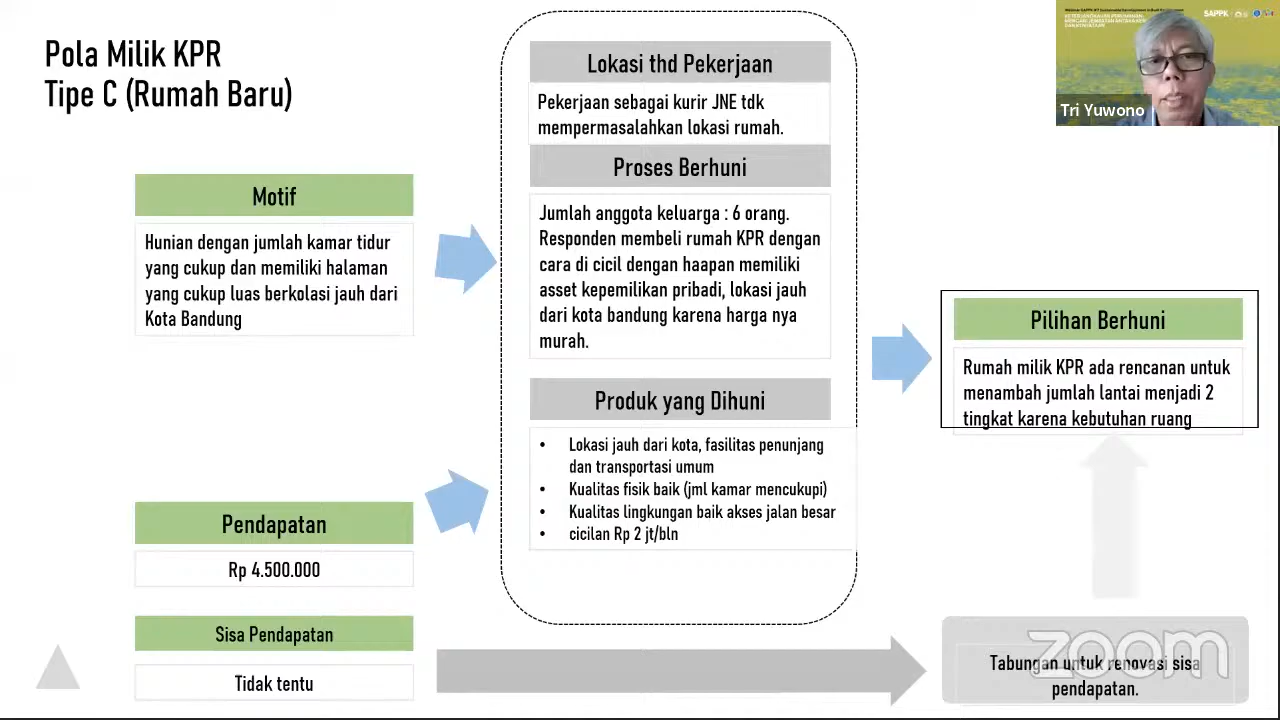 Pola Milik KPR
Tipe C (Rumah Baru)
Motif
Hunian dengan jumlah kamar tidur
yang cukup dan memiliki halaman
yang cukup luas berkolasi jauh dari
Kota Bandung
Pendapatan
Rp 4.500.000
Sisa Pendapatan
Tidak tentu
Lokasi thd Pekerjaan
Pekerjaan sebagai kurir JNE tdk
mempermasalahkan lokasi rumah.
Proses Berhuni
Jumlah anggota keluarga : 6 orang.
Responden membeli rumah KPR dengan
cara di cicil dengan haapan memiliki
asset kepemilikan pribadi, lokasi jauh
dari kota bandung karena harga nya
murah.
Produk yang Dihuni
• Lokasi jauh dari kota, fasilitas penunjang
dan transportasi umum
• Kualitas fisik baik (jml kamar mencukupi)
• Kualitas lingkungan baik akses jalan besar
• cicilan Rp 2 jt/bln
Pilihan Berhuni
Rumah milik KPR ada rencanan untuk
menambah jumlah lantai menjadi 2
tingkat karena kebutuhan ruang
Tabungan untuk renovasi sisa
pendapatan.
zoom
SAPPK
Tri Yuwono